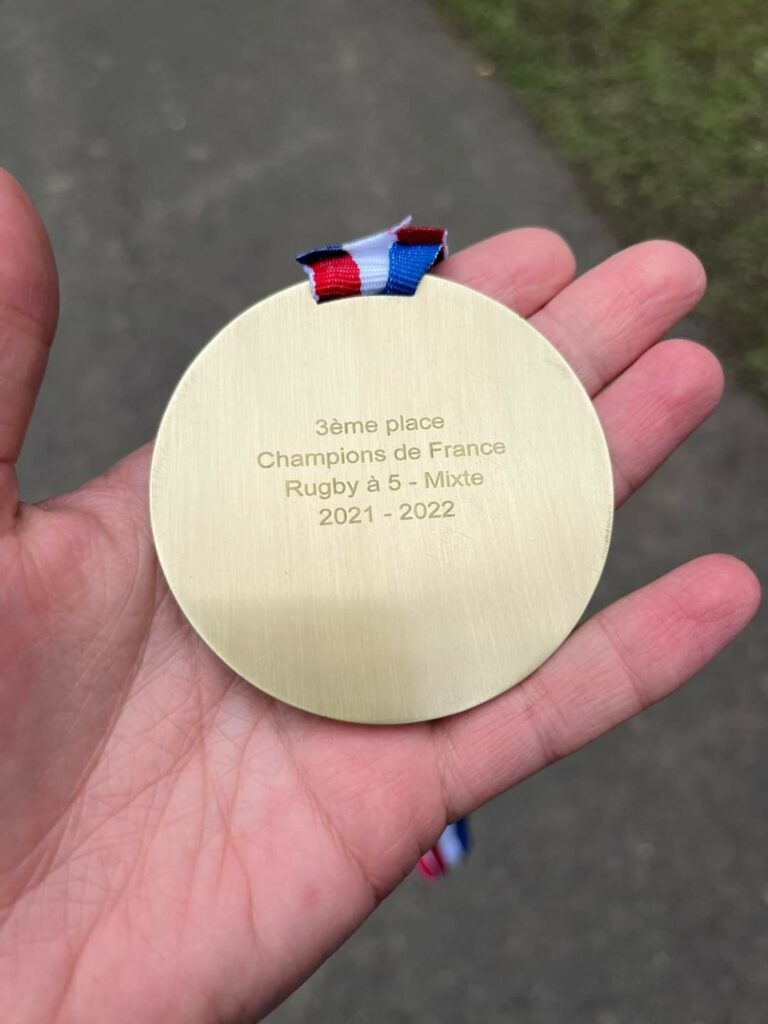 3ème place
Champions de France
Rugby à 5 - Mixte
2021 - 2022